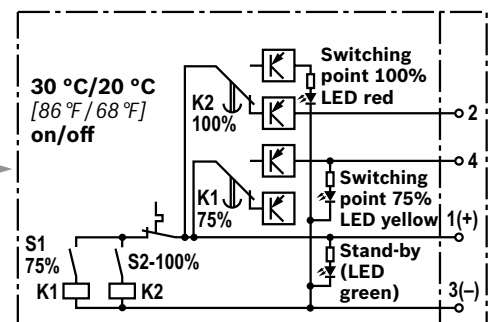 30 °C/20 °C
[86 °F / 68 °F]
on/off
K2
100%
Switching
point 100%
LED red
2
4
K1
75%
Switching
point 75%
LED yellow
1(+)
S1
75%
K1
S2-100%
K2
Stand-by
(LED
green)
3(–)